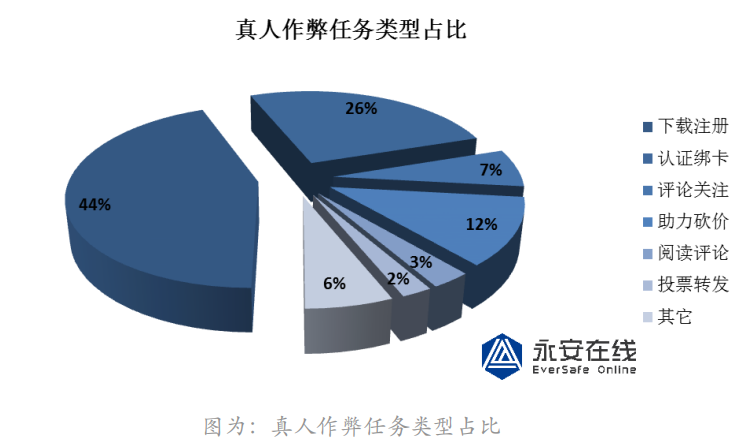 真人作弊任务类型占比
26%
7%
44%
12%
3%
2%
6%
下载注册
认证绑卡
评论关注
助力砍价
阅读评论
投票转发
其它
永安在线
EverSafe Online
图为：真人作弊任务类型占比